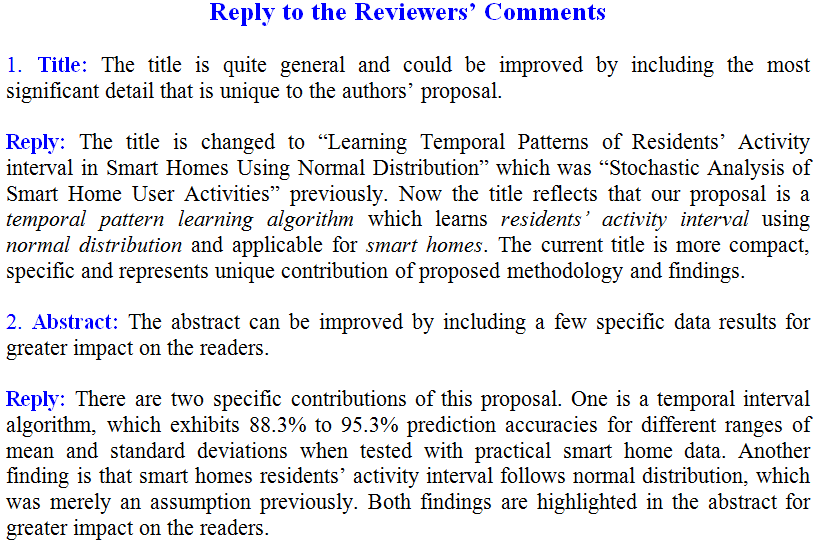 Reply to the Reviewers’ Comments
1. Title: The title is quite general and could be improved by including the most
significant detail that is unique to the authors’ proposal.
Reply: The title is changed to “Learning Temporal Patterns of Residents’ Activity
interval in Smart Homes Using Normal Distribution” which was “Stochastic Analysis of
Smart Home User Activities” previously. Now the title reflects that our proposal is a
temporal pattern learning algorithm which learns residents’ activity interval using
normal distribution and applicable for smart homes. The current title is more compact,
specific and represents unique contribution of proposed methodology and findings.
2. Abstract: The abstract can be improved by including a few specific data results for
greater impact on the readers.
Reply: There are two specific contributions of this proposal. One is a temporal interval
algorithm, which exhibits 88.3% to 95.3% prediction accuracies for different ranges of
mean and standard deviations when tested with practical smart home data. Another
finding is that smart homes residents’ activity interval follows normal distribution, which
was merely an assumption previously. Both findings are highlighted in the abstract for
greater impact on the readers.